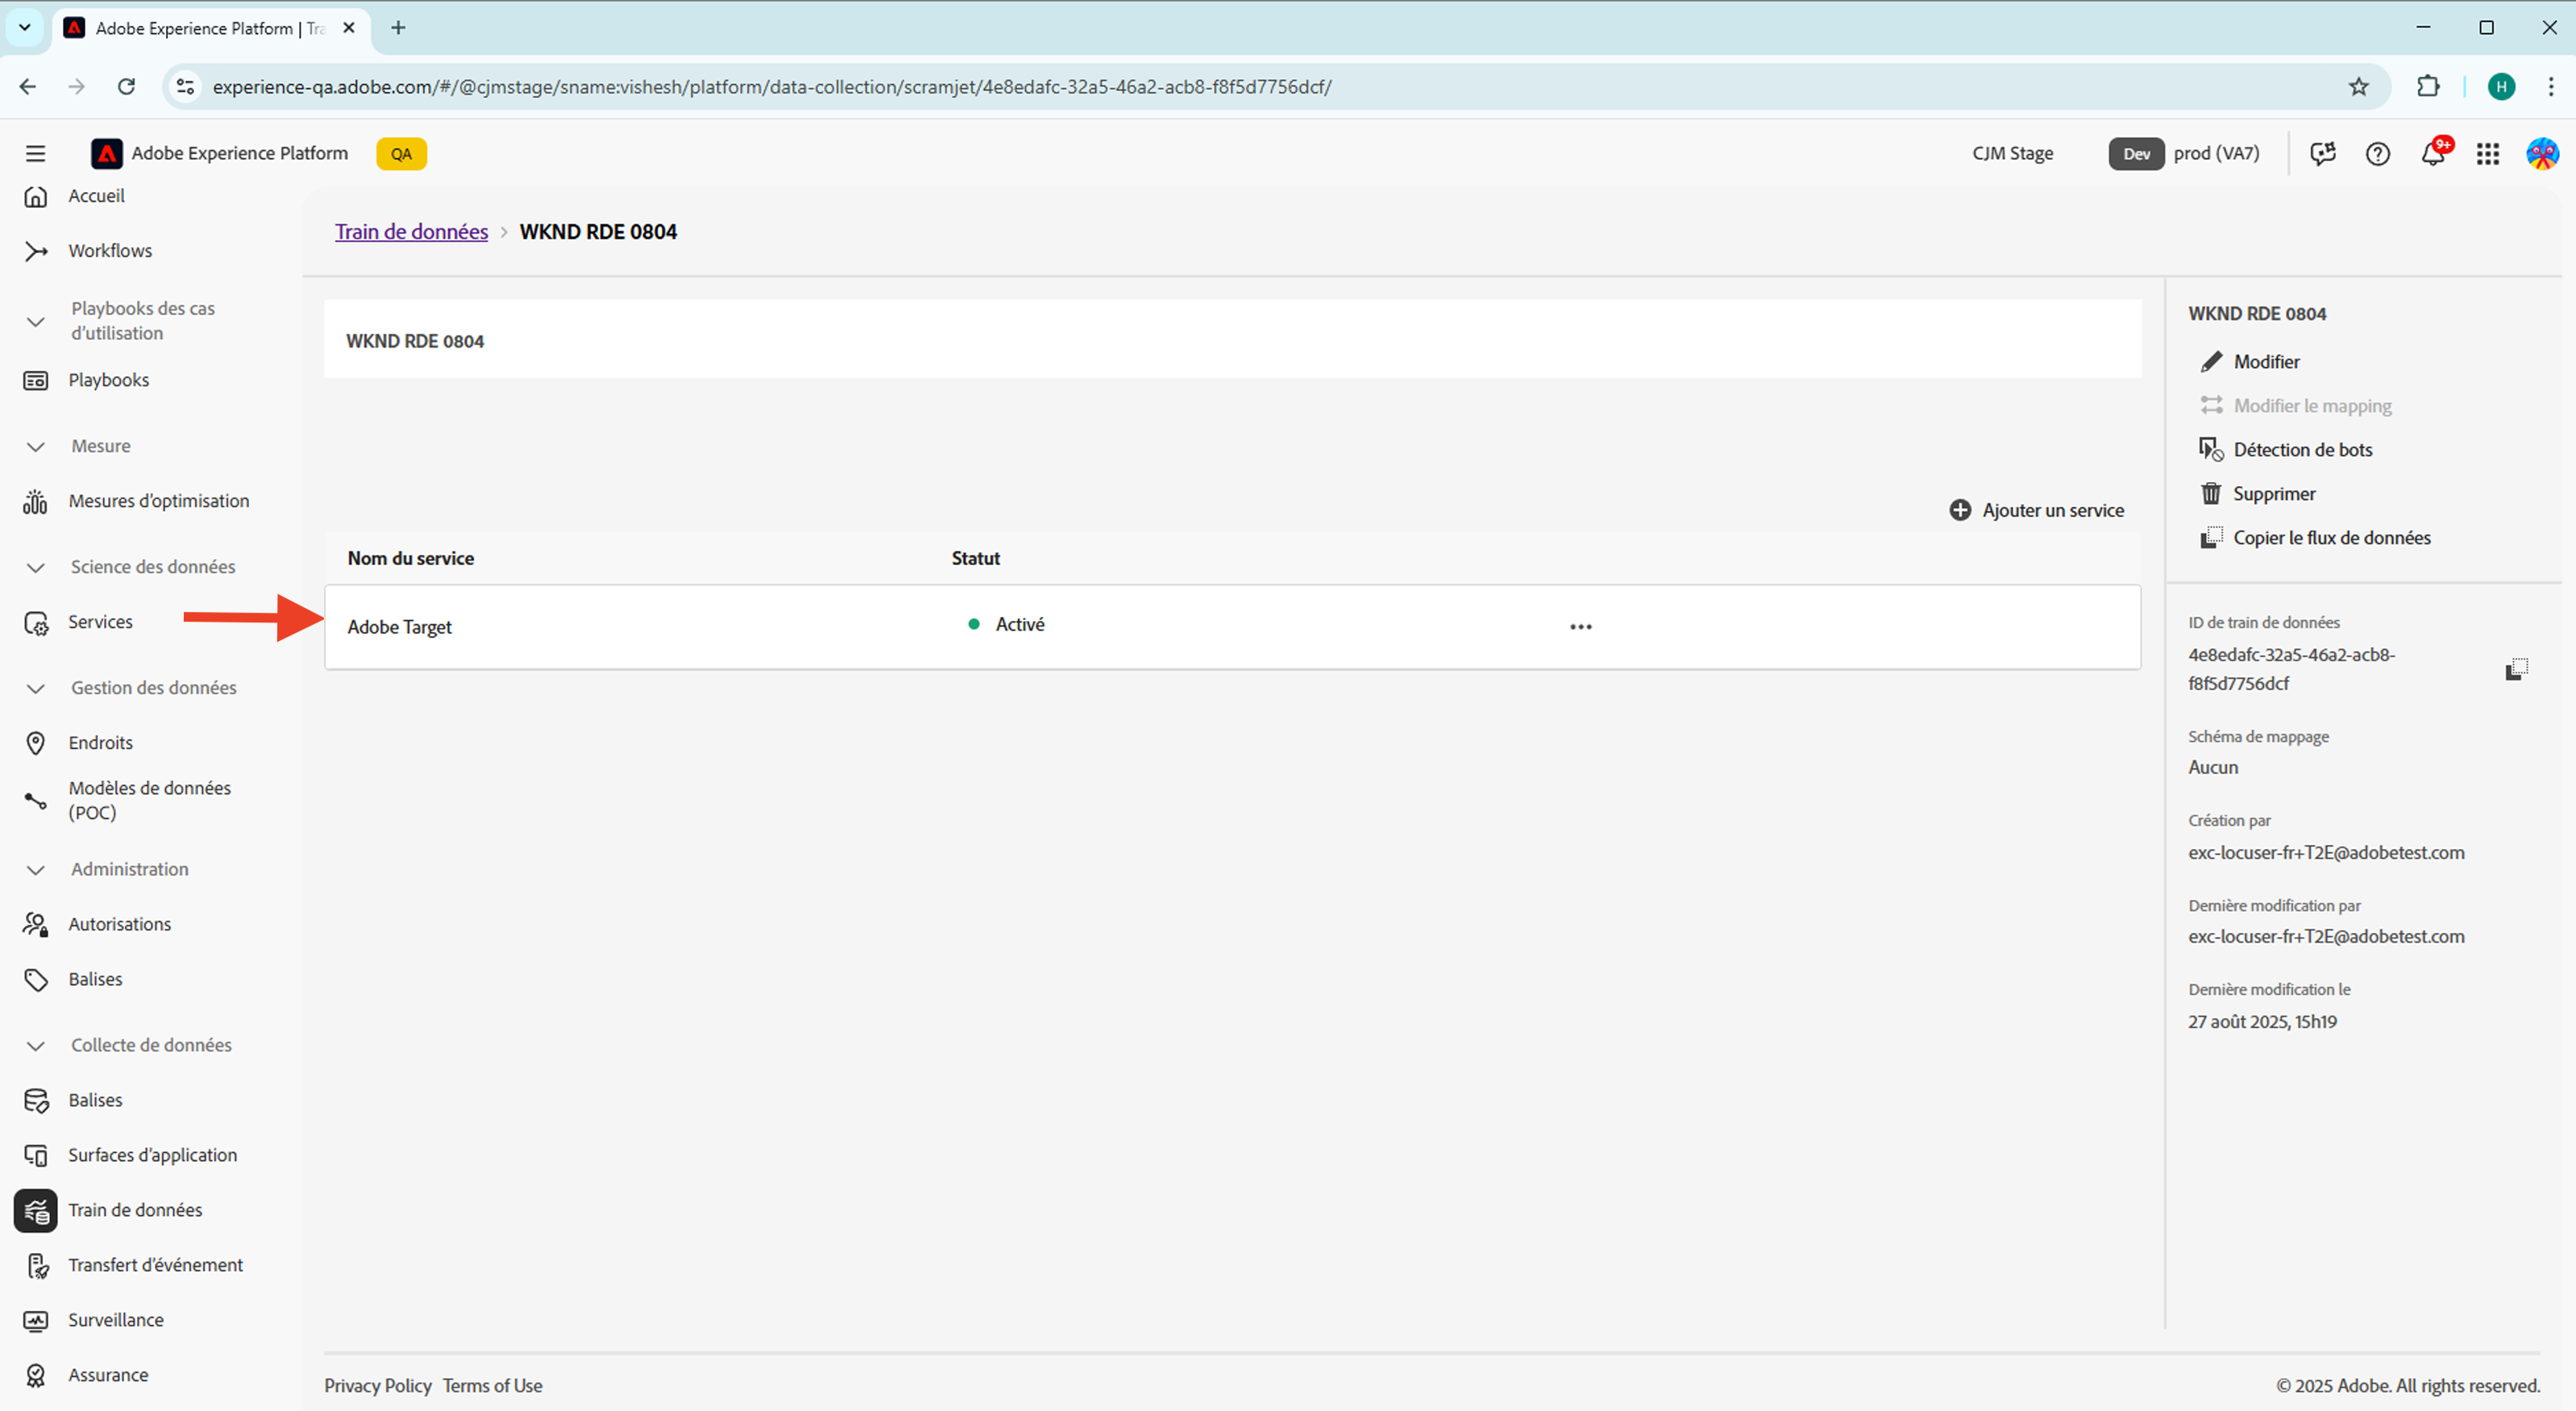 Adobe Experience Platform | Tra
experience-qa.adobe.com/#/@cjmstage/sname:vishesh/platform/data-collection/scramjet/4e8edafc-32a5-46a2-acb8-f8f5d7756dcf/
H
Adobe Experience Platform
QA
CJM Stage
Dev
prod (VA7)
9+
Accueil
Workflows
Playbooks des cas
d'utilisation
Playbooks
Mesure
Mesures d'optimisation
Science des données
Services
Gestion des données
Endroits
Modèles de données
(POC)
Administration
Autorisations
Balises
Collecte de données
Balises
Surfaces d'application
Train de données
Transfert d'événement
Surveillance
Assurance
Train de données > WKND RDE 0804
WKND RDE 0804
Ajouter un service
Nom du service
Statut
Adobe Target
Activé
WKND RDE 0804
Modifier
Modifier le mapping
Détection de bots
Supprimer
Copier le flux de données
ID de train de données
4e8edafc-32a5-46a2-acb8-
f8f5d7756dcf
Schéma de mappage
Aucun
Création par
exc-locuser-fr+T2E@adobetest.com
Dernière modification par
exc-locuser-fr+T2E@adobetest.com
Dernière modification le
27 août 2025, 15h19
Privacy Policy
Terms of Use
© 2025 Adobe. All rights reserved.